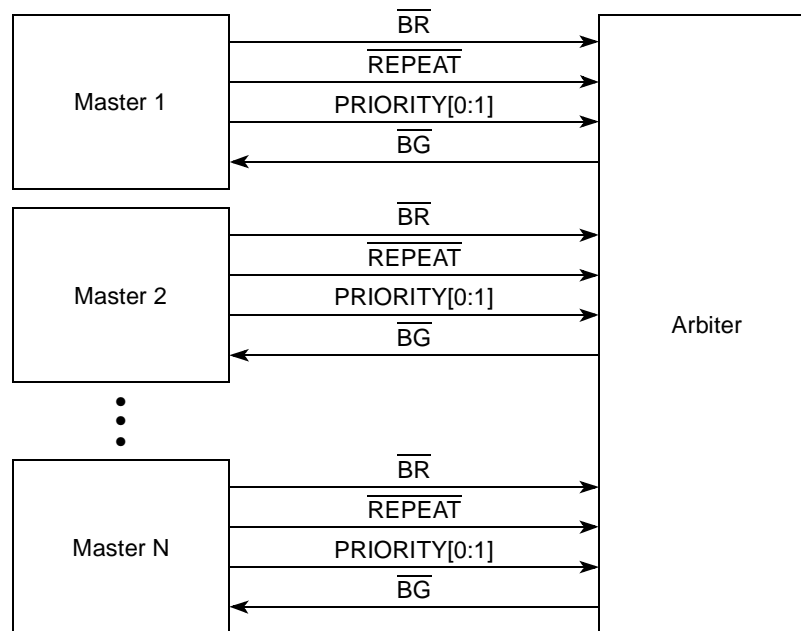 BR
REPEAT
Master 1
PRIORITY[0:1]
BG
BR
REPEAT
Master 2
PRIORITY[0:1]
BG
Arbiter
BR
REPEAT
Master N
PRIORITY[0:1]
BG